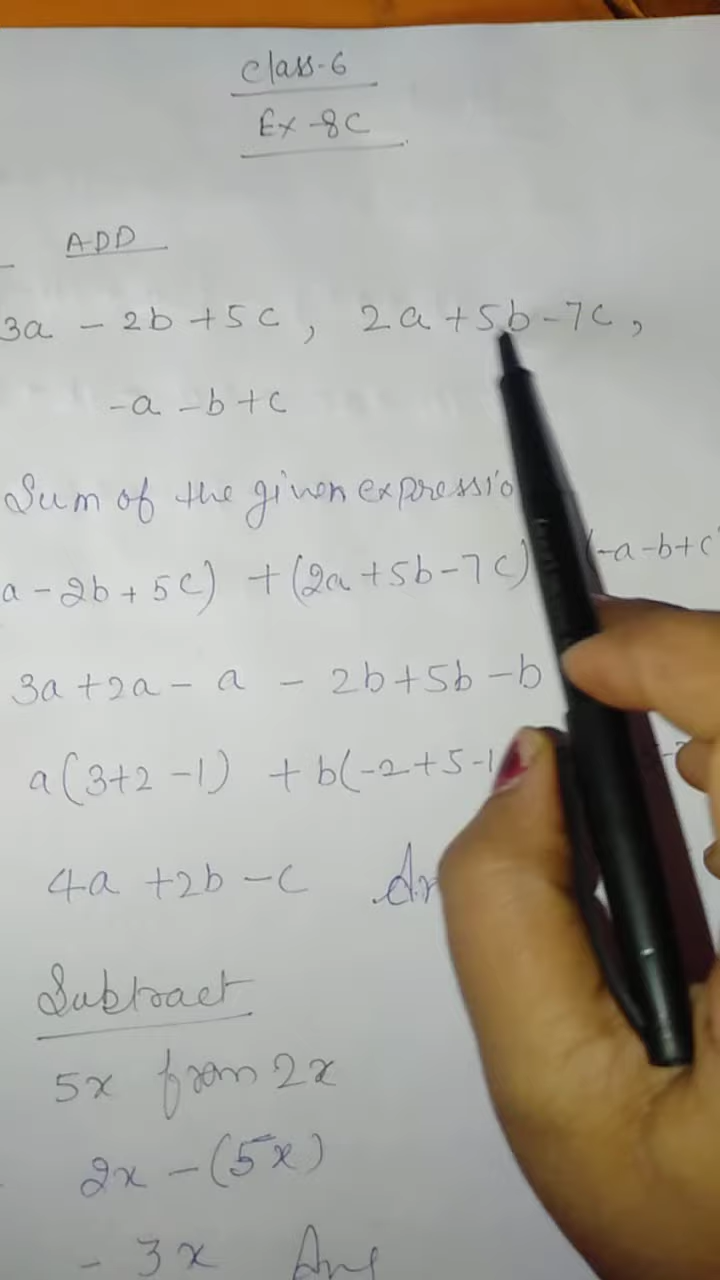 Class-6
Ex-8C
ADD
3a - 2b + 5c, 2a + 5b - 7c,
-a - b + c
Sum of the given expressio
a - 2b + 5c) + (2a + 5b - 7c) (-a - b + c
3a + 2a - a - 2b + 5b - b
a(3+2-1) + b(-2+5-1
4a + 2b - c
Subtract
5x from 2x
2x - (5x)
- 3x Ans